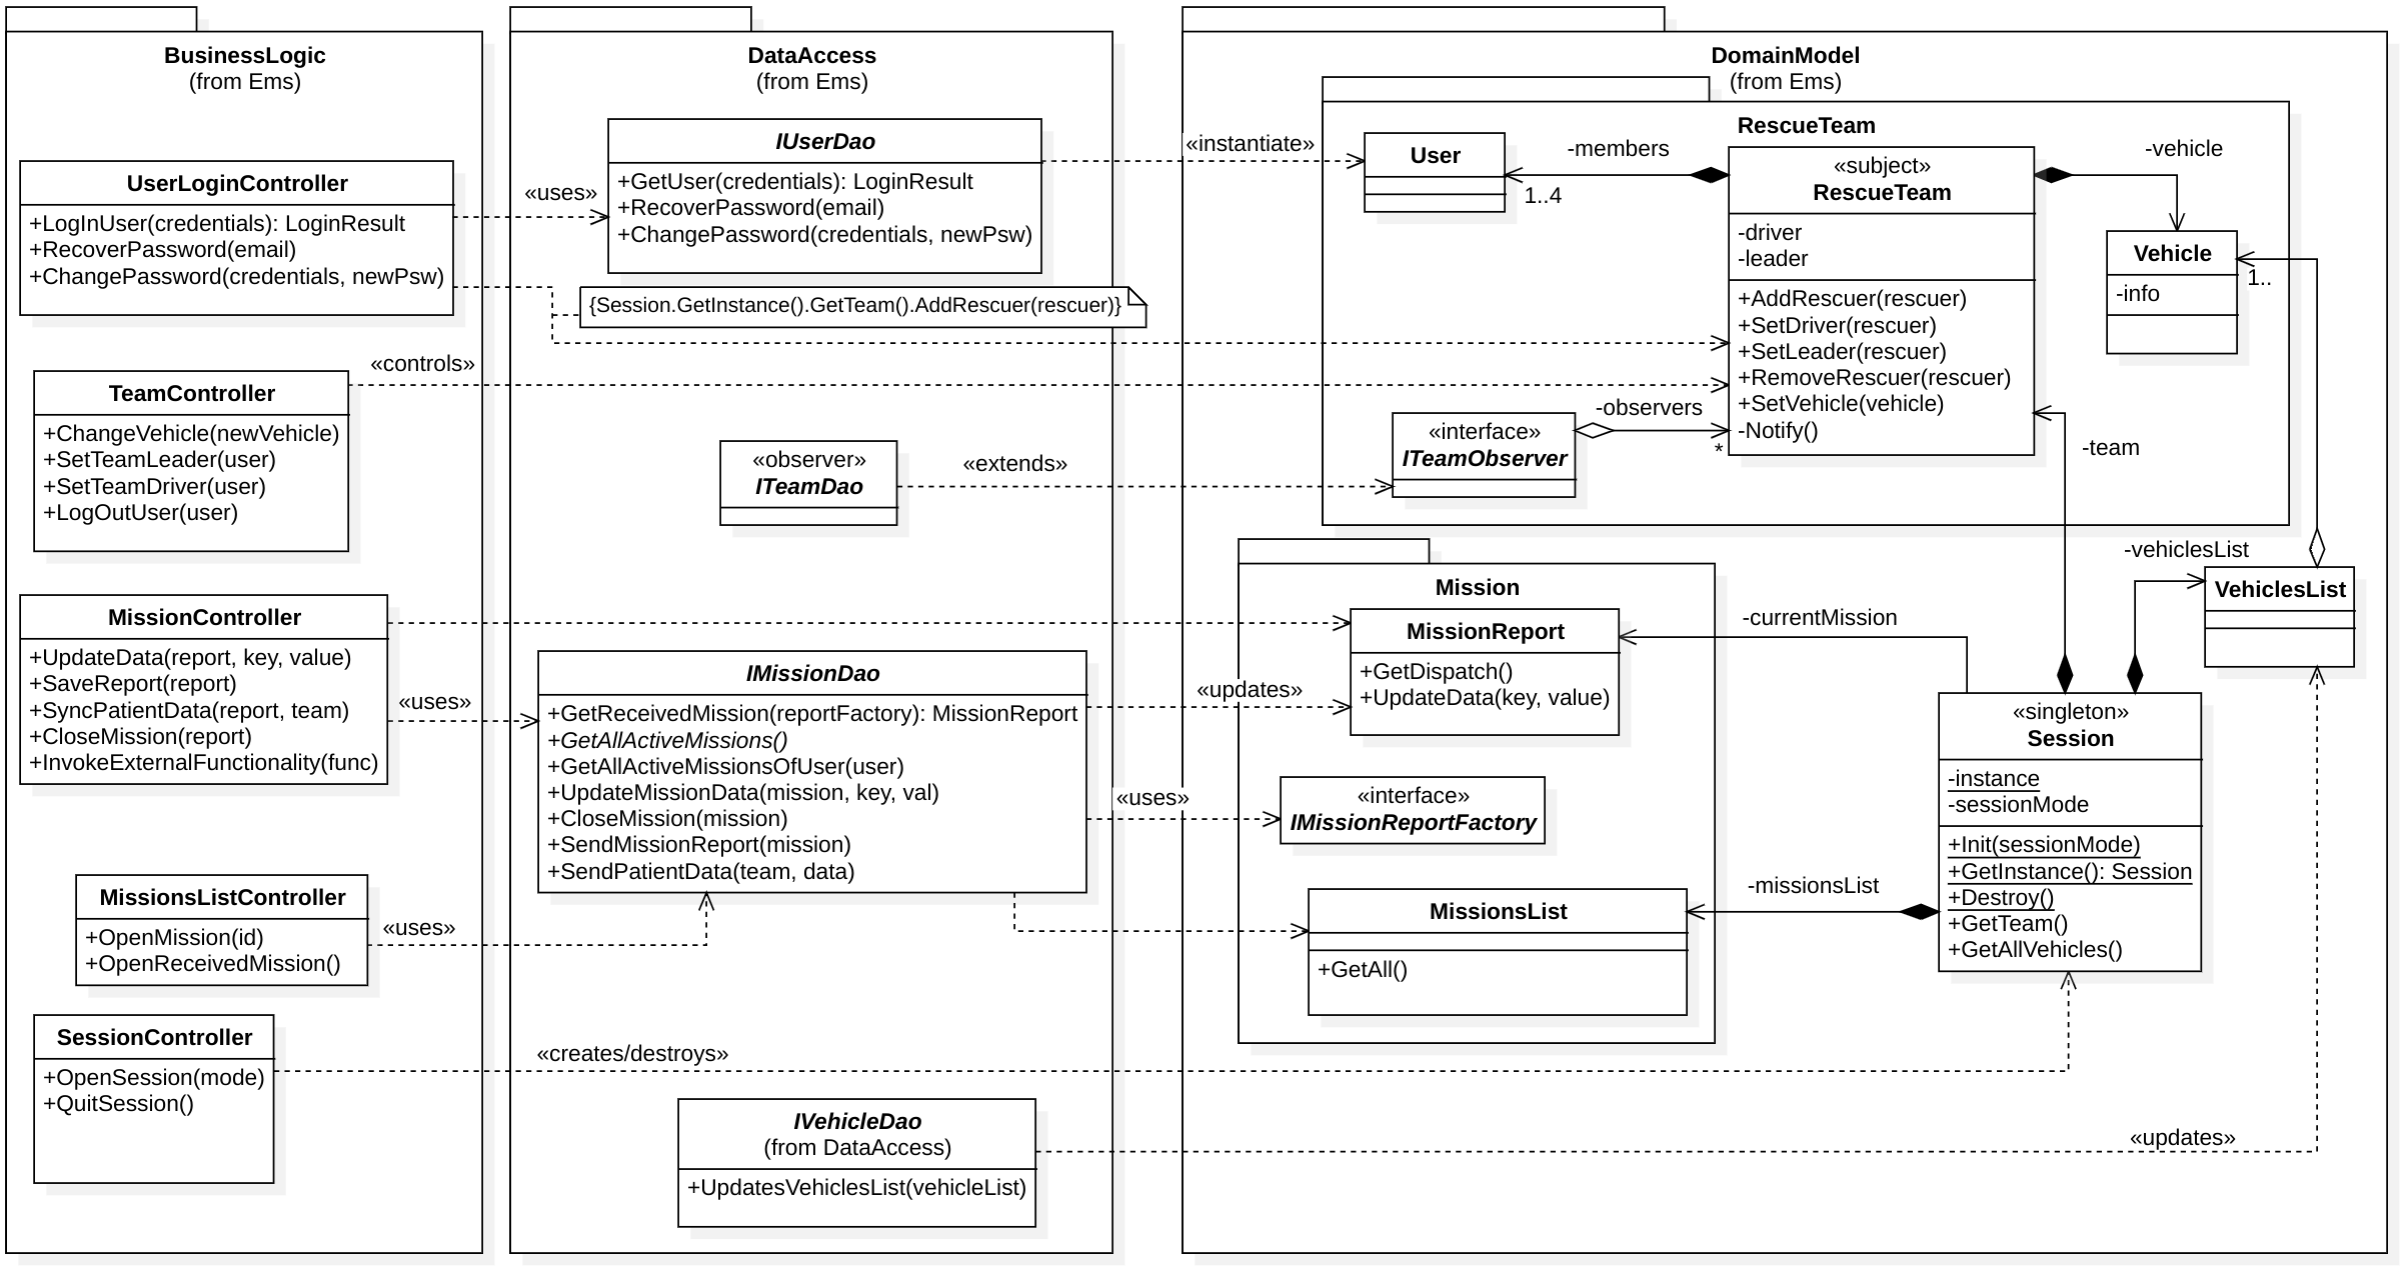 BusinessLogic
(from Ems)
UserLoginController
+LogInUser(credentials): LoginResult
+RecoverPassword(email)
+ChangePassword(credentials, newPsw)
TeamController
+ChangeVehicle(newVehicle)
+SetTeamLeader(user)
+SetTeamDriver(user)
+LogOutUser(user)
MissionController
+UpdateData(report, key, value)
+SaveReport(report)
+SyncPatientData(report, team)
+CloseMission(report)
+InvokeExternalFunctionality(func)
MissionsListController
+OpenMission(id)
+OpenReceivedMission()
SessionController
+OpenSession(mode)
+QuitSession()
«uses»
«controls»
«uses»
«uses»
«creates/destroys»
DataAccess
(from Ems)
IUserDao
+GetUser(credentials): LoginResult
+RecoverPassword(email)
+ChangePassword(credentials, newPsw)
{Session.GetInstance().GetTeam().AddRescuer(rescuer)}
«observer»
ITeamDao
IMissionDao
+GetReceivedMission(reportFactory): MissionReport
+GetAllActiveMissions()
+GetAllActiveMissionsOfUser(user)
+UpdateMissionData(mission, key, val)
+CloseMission(mission)
+SendMissionReport(mission)
+SendPatientData(team, data)
IVehicleDao
(from DataAccess)
+UpdatesVehiclesList(vehicleList)
«instantiate»
«extends»
«updates»
«uses»
«updates»
DomainModel
(from Ems)
RescueTeam
User
-members
1..4
«subject»
RescueTeam
-driver
-leader
+AddRescuer(rescuer)
+SetDriver(rescuer)
+SetLeader(rescuer)
+RemoveRescuer(rescuer)
+SetVehicle(vehicle)
-Notify()
-vehicle
Vehicle
-info
1..
«interface»
ITeamObserver
-observers
*
-team
-vehiclesList
VehiclesList
Mission
MissionReport
+GetDispatch()
+UpdateData(key, value)
-currentMission
«interface»
IMissionReportFactory
MissionsList
+GetAll()
-missionsList
«singleton»
Session
-instance
-sessionMode
+Init(sessionMode)
+GetInstance(): Session
+Destroy()
+GetTeam()
+GetAllVehicles()